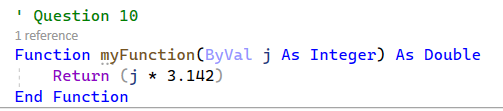 ' Question 10
1 reference
Function myFunction(ByVal j As Integer) As Double
Return (j * 3.142)
End Function